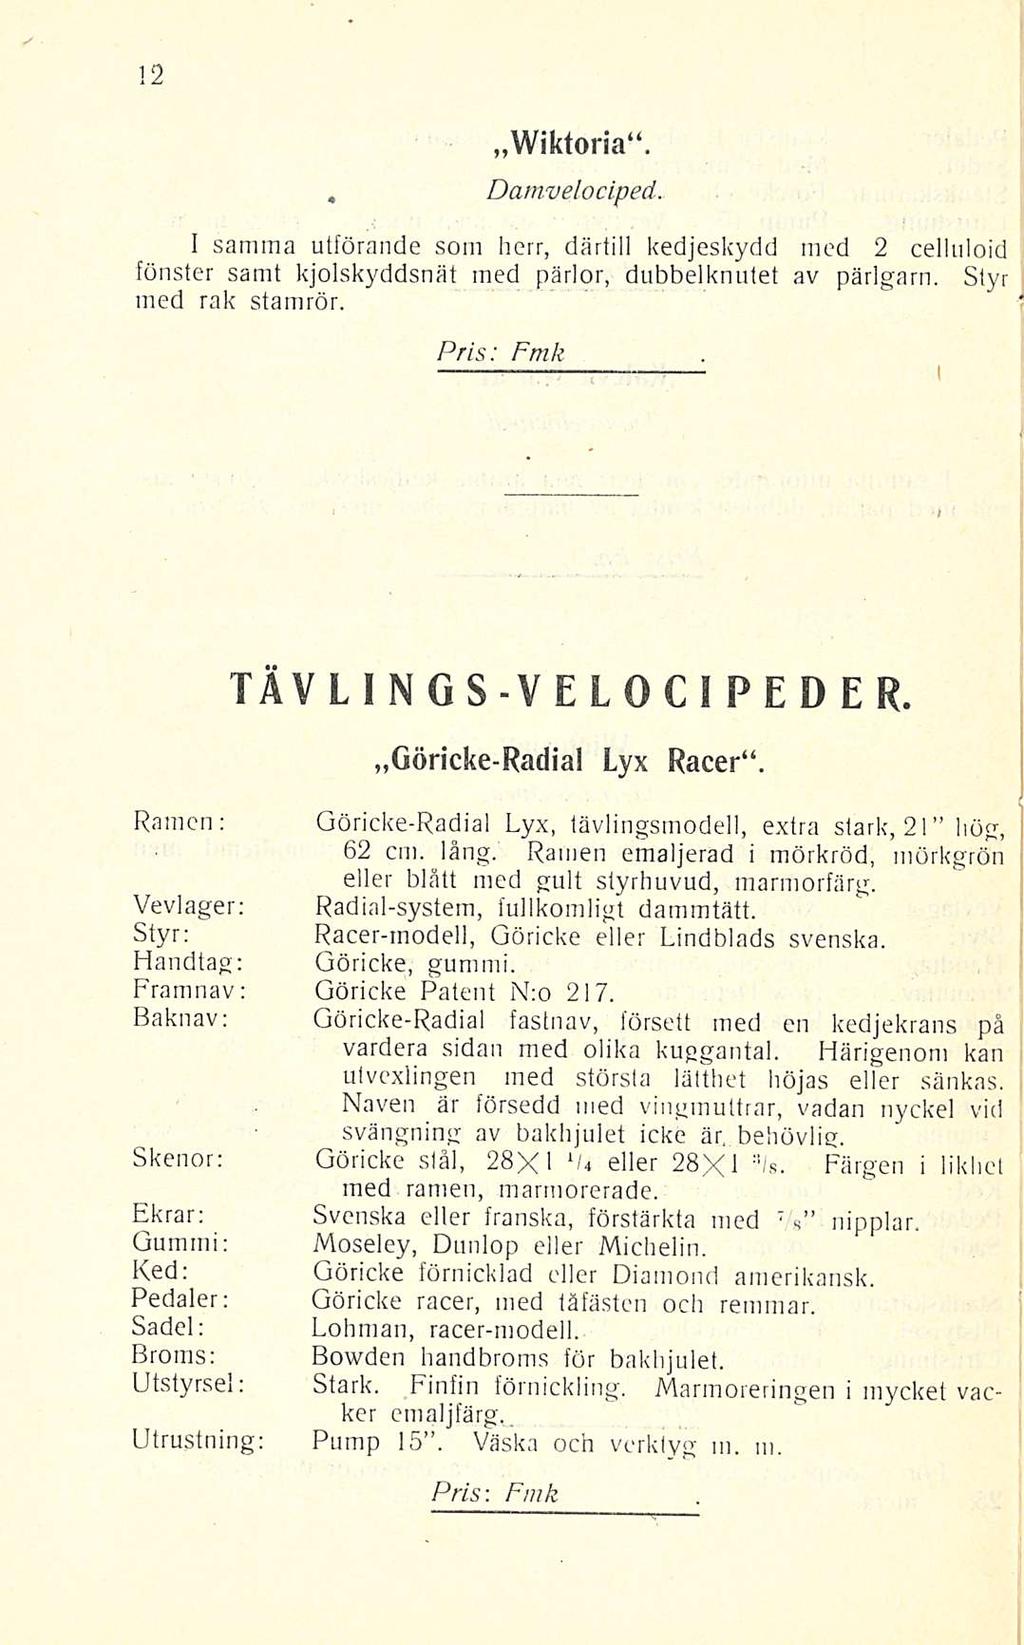 12
„Wiktoria“.
Damvelociped.
I samma utförande som herr, därtill kedjeskydd med 2 celluloid
fönster samt kjolskyddsnät med pärlor, dubbelknutet av pärlgarn. Styr
med rak stamrör.
Pris: Fmk .
TÄVLINGS-VELOCIPEDER.
„Göricke-Radial Lyx Racer“.
Ramen: Göricke-Radial Lyx, tävlingsmodell, extra stark, 21” hög,
62 cm. lång. Ramen emaljerad i mörkröd, mörkgrön
eller blått med gult styrhuvud, marmorfärg.
Vevlager: Radial-system, fullkomligt dammtätt.
Styr: Racer-modell, Göricke eller Lindblads svenska.
Handtag: Göricke, gummi.
Framnav: Göricke Patent N:o 217.
Baknav: Göricke-Radial fastnav, försett med en kedjekrans på
vardera sidan med olika kuggantal. Härigenom kan
utvexlingen med största lätthet höjas eller sänkas.
Naven är försedd med vingmuttrar, vadan nyckel vid
svängning av bakhjulet icke är behövlig.
Skenor: Göricke stål, 28X1 1/4 eller 28X1 3/8. Färgen i likhet
med ramen, marmorerade.
Ekrar: Svenska eller franska, förstärkta med 7/8” nipplar.
Gummi: Moseley, Dunlop eller Michelin.
Ked: Göricke förnicklad eller Diamond amerikansk.
Pedaler: Göricke racer, med tåfästen och remmar.
Sadel: Lohman, racer-modell.
Broms: Bowden handbroms för bakhjulet.
Utstyrsel: Stark. Finfin förnickling. Marmoreringen i mycket vac-
ker emaljfärg.
Utrustning: Pump 15”. Väska och verktyg m. m.
Pris: Fmk .